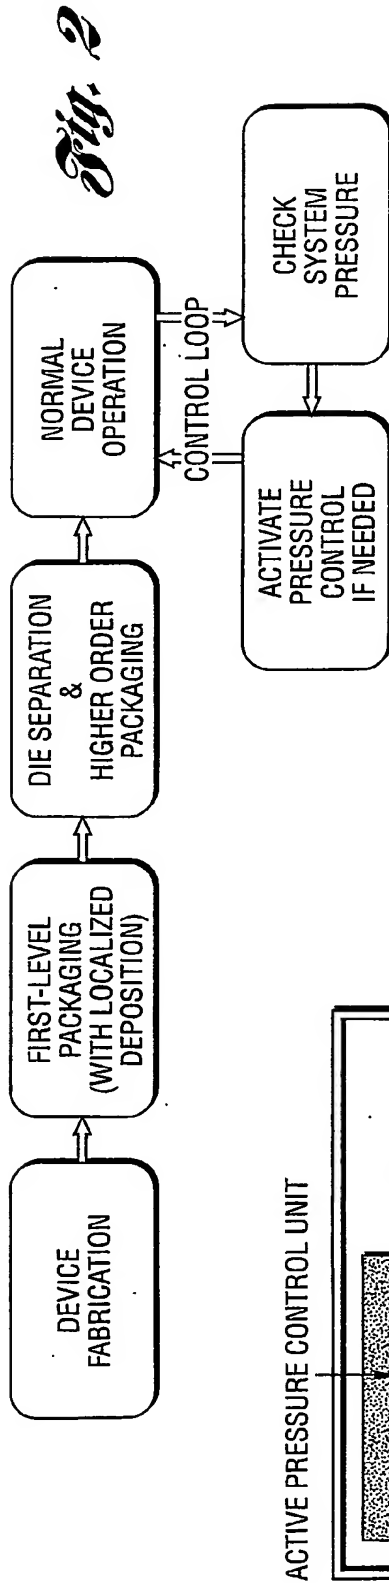 Fig. 2
DEVICE
FABRICATION
FIRST-LEVEL
PACKAGING
(WITH LOCALIZED
DEPOSITION)
DIE SEPARATION
&
HIGHER ORDER
PACKAGING
NORMAL
DEVICE
OPERATION
CONTROL LOOP
CHECK
SYSTEM
PRESSURE
ACTIVATE
PRESSURE
CONTROL
IF NEEDED
ACTIVE PRESSURE CONTROL UNIT